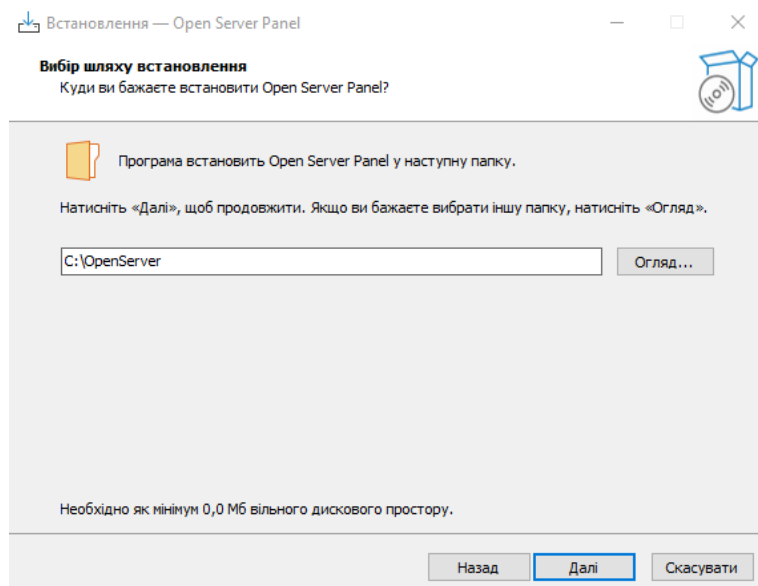 Встановлення — Open Server Panel
Вибір шляху встановлення
Куди ви бажаєте встановити Open Server Panel?
Програма встановить Open Server Panel у наступну папку.
Натисніть «Далі», щоб продовжити. Якщо ви бажаєте вибрати іншу папку, натисніть «Огляд».
C:\OpenServer
Огляд...
Необхідно як мінімум 0,0 Мб вільного дискового простору.
Назад
Далі
Скасувати